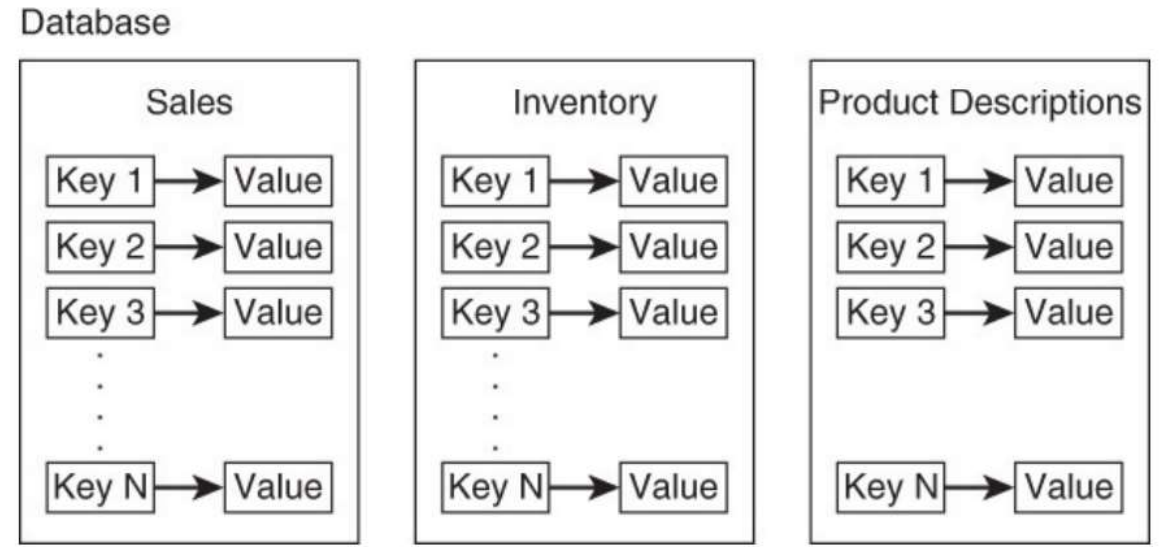 Database
Sales
Key 1 Value
Key 2 Value
Key 3 Value
Key N Value
Inventory
Key 1 Value
Key 2 Value
Key 3 Value
Key N Value
Product Descriptions
Key 1 Value
Key 2 Value
Key 3 Value
Key N Value